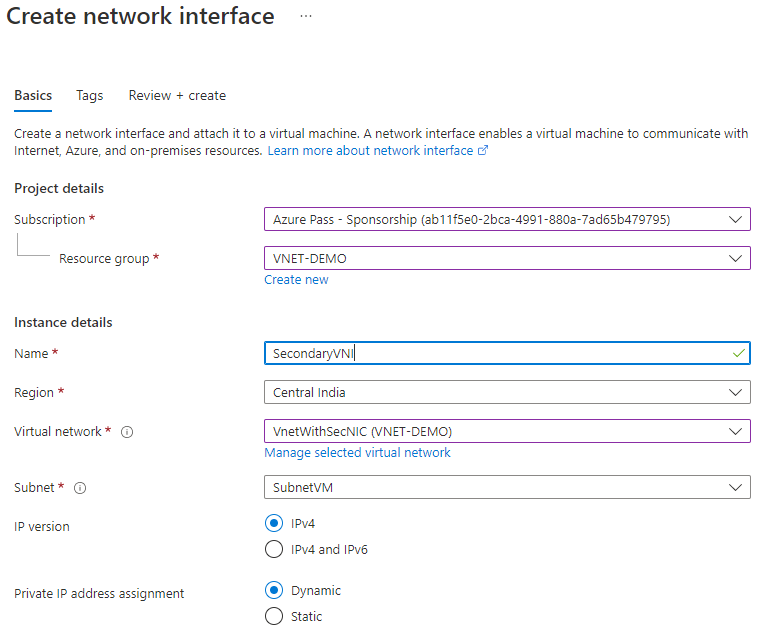 Create network interface ...
Basics Tags Review + create
Create a network interface and attach it to a virtual machine. A network interface enables a virtual machine to communicate with
Internet, Azure, and on-premises resources. Learn more about network interface
Project details
Subscription * Azure Pass - Sponsorship (ab11f5e0-2bca-4991-880a-7ad65b479795)
Resource group * VNET-DEMO
Create new
Instance details
Name * SecondaryVNI
Region * Central India
Virtual network * VnetWithSecNIC (VNET-DEMO)
Manage selected virtual network
Subnet * SubnetVM
IP version IPv4
IPv4 and IPv6
Private IP address assignment Dynamic
Static